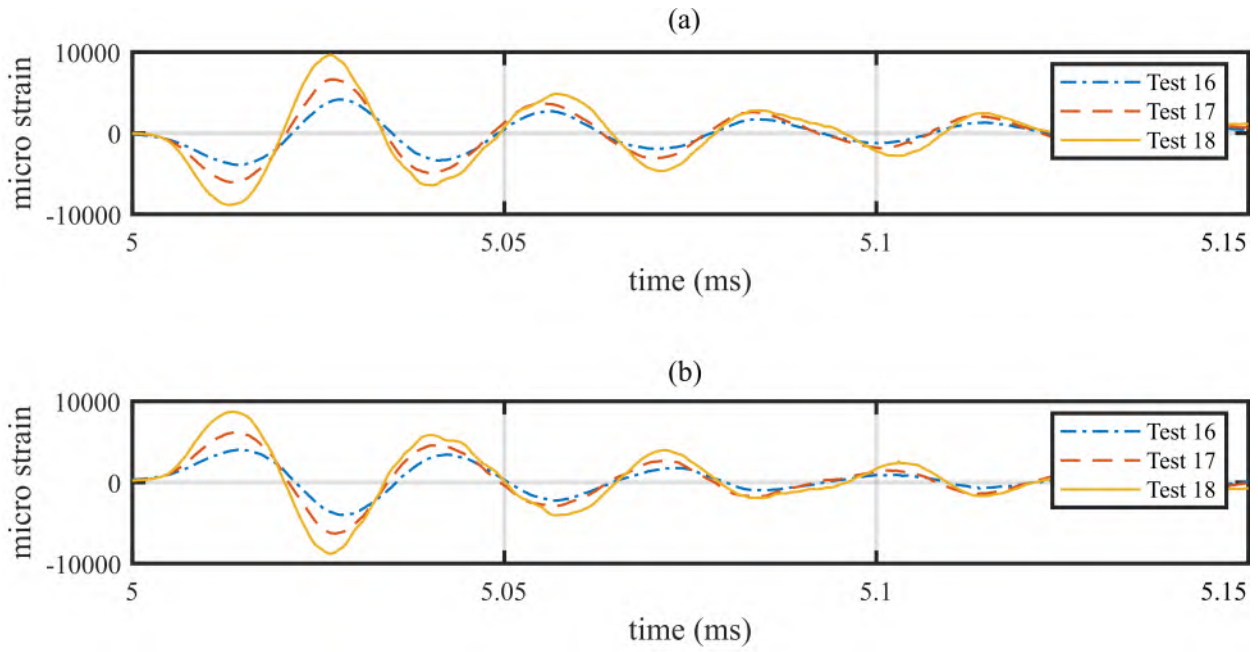 (a)
10000
0
-10000
micro strain
Test 16
Test 17
Test 18
5
5.05
5.1
5.15
time (ms)
(b)
10000
0
-10000
micro strain
Test 16
Test 17
Test 18
5
5.05
5.1
5.15
time (ms)